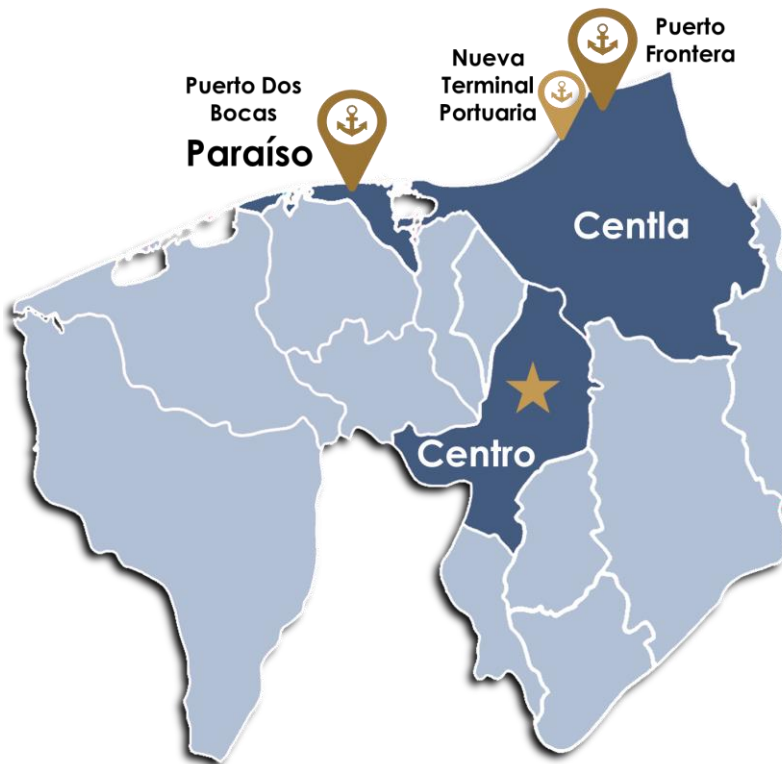 Puerto
Frontera
Nueva
Terminal
Portuaria
Puerto Dos
Bocas
Paraíso
Centla
Centro